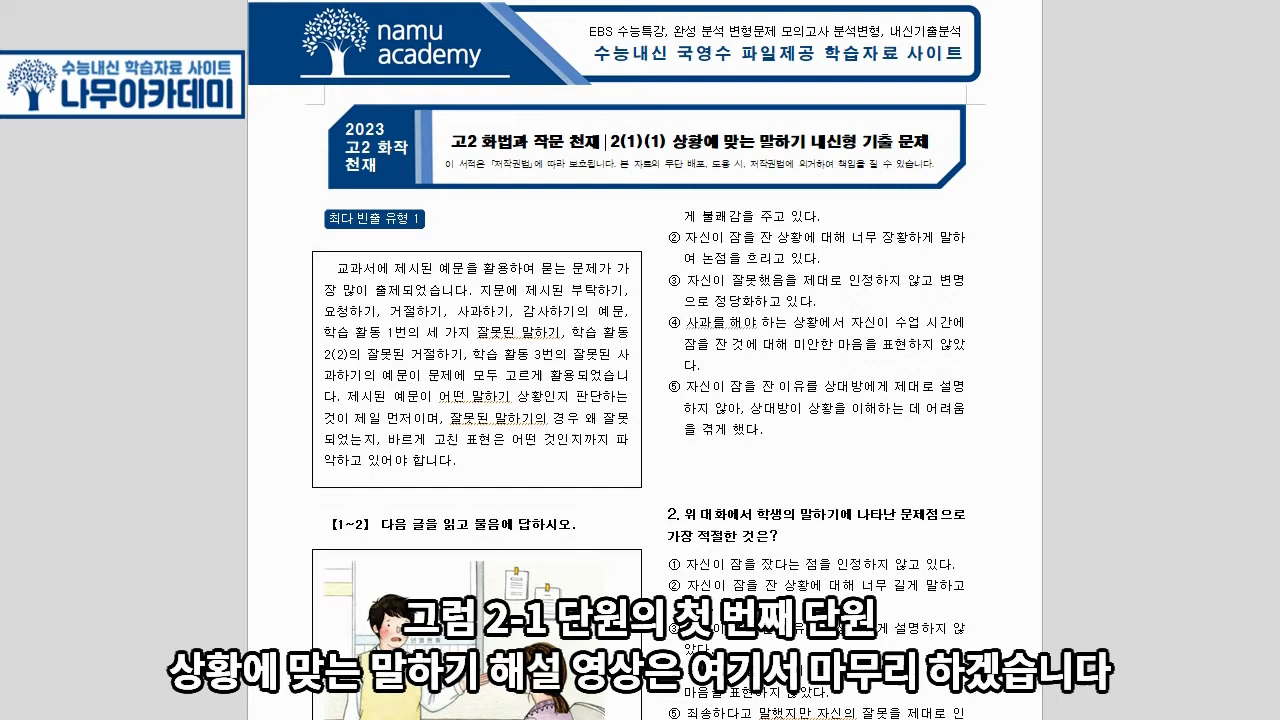 namu
academy
EBS 수능특강, 완성 분석 변형문제 모의고사 분석변형, 내신기출분석
수능내신 국영수 파일제공 학습자료 사이트
수능내신 학습자료 사이트
나무아카데미
2023
고2 화작
천재
고2 화법과 작문 천재 | 2(1)(1) 상황에 맞는 말하기 내신형 기출 문제
이 서적은 「저작권법」에 따라 보호됩니다. 본 자료의 무단 배포, 도용 시, 저작권법에 의거하여 책임을 질 수 있습니다.
최다 빈출 유형 1
교과서에 제시된 예문을 활용하여 묻는 문제가 가
장 많이 출제되었습니다. 지문에 제시된 부탁하기,
요청하기, 거절하기, 사과하기, 감사하기의 예문,
학습 활동 1번의 세 가지 잘못된 말하기, 학습 활동
2(2)의 잘못된 거절하기, 학습 활동 3번의 잘못된 사
과하기의 예문이 문제에 모두 고르게 활용되었습니
다. 제시된 예문이 어떤 말하기 상황인지 판단하는
것이 제일 먼저이며, 잘못된 말하기의 경우 왜 잘못
되었는지, 바르게 고친 표현은 어떤 것인지까지 파
악하고 있어야 합니다.
【1~2】 다음 글을 읽고 물음에 답하시오.
게 불쾌감을 주고 있다.
② 자신이 잠을 잔 상황에 대해 너무 장황하게 말하
여 논점을 흐리고 있다.
③ 자신이 잘못했음을 제대로 인정하지 않고 변명
으로 정당화하고 있다.
④ 사과를 해야 하는 상황에서 자신이 수업 시간에
잠을 잔 것에 대해 미안한 마음을 표현하지 않았
다.
⑤ 자신이 잠을 잔 이유를 상대방에게 제대로 설명
하지 않아, 상대방이 상황을 이해하는 데 어려움
을 겪게 했다.
2. 위 대화에서 학생의 말하기에 나타난 문제점으로
가장 적절한 것은?
① 자신이 잠을 잤다는 점을 인정하지 않고 있다.
② 자신이 잠을 잔 상황에 대해 너무 길게 말하고
③ 게 설명하지 않
았다.
마음을 표현하지 않았다.
⑤ 죄송하다고 말했지만 자신의 잘못을 제대로 인
그럼 2-1 단원의 첫 번째 단원
상황에 맞는 말하기 해설 영상은 여기서 마무리 하겠습니다